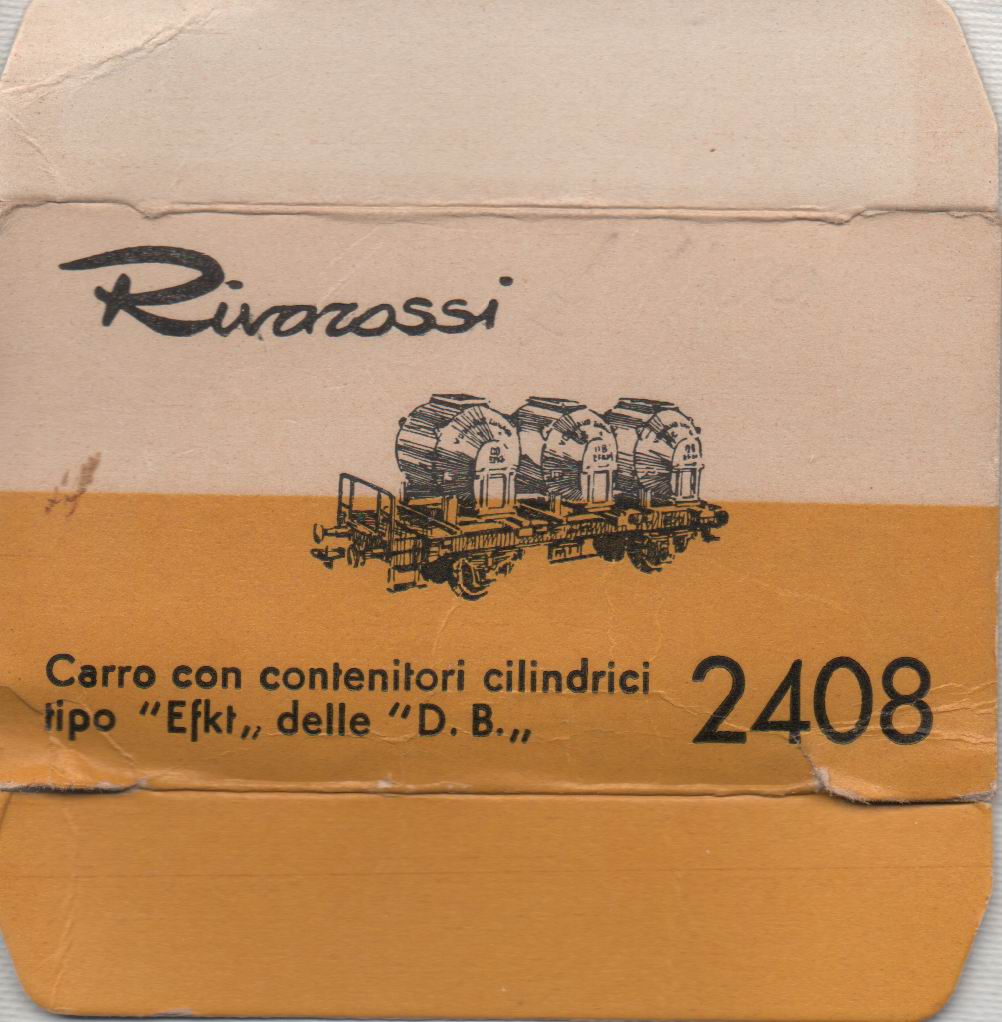 Rivarossi
Carro con contenitori cilindrici
tipo "Efkt„ delle "D. B.„
2408